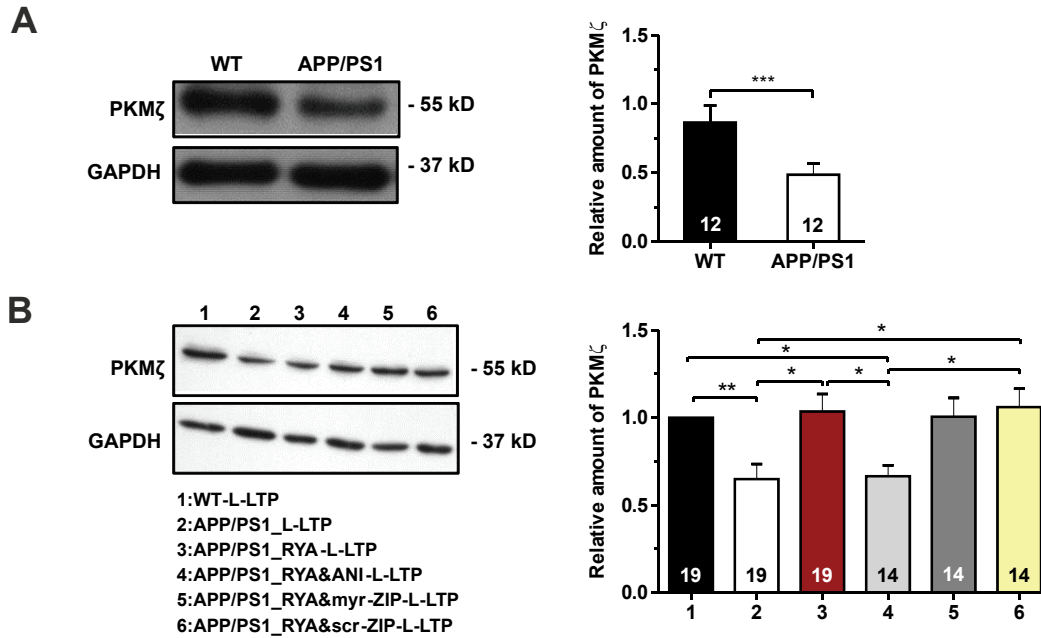 A
WT APP/PS1
PKMζ
- 55 kD
GAPDH
- 37 kD
Relative amount of PKMζ
1.5
1.0
0.5
0.0
***
12 12
WT APP/PS1
B
1 2 3 4 5 6
PKMζ
- 55 kD
GAPDH
- 37 kD
1:WT-L-LTP
2:APP/PS1_L-LTP
3:APP/PS1_RYA-L-LTP
4:APP/PS1_RYA&ANI-L-LTP
5:APP/PS1_RYA&myr-ZIP-L-LTP
6:APP/PS1_RYA&scr-ZIP-L-LTP
Relative amount of PKMζ
1.5
1.0
0.5
0.0
*
*
** * * *
19 19 19 14 14 14
1 2 3 4 5 6